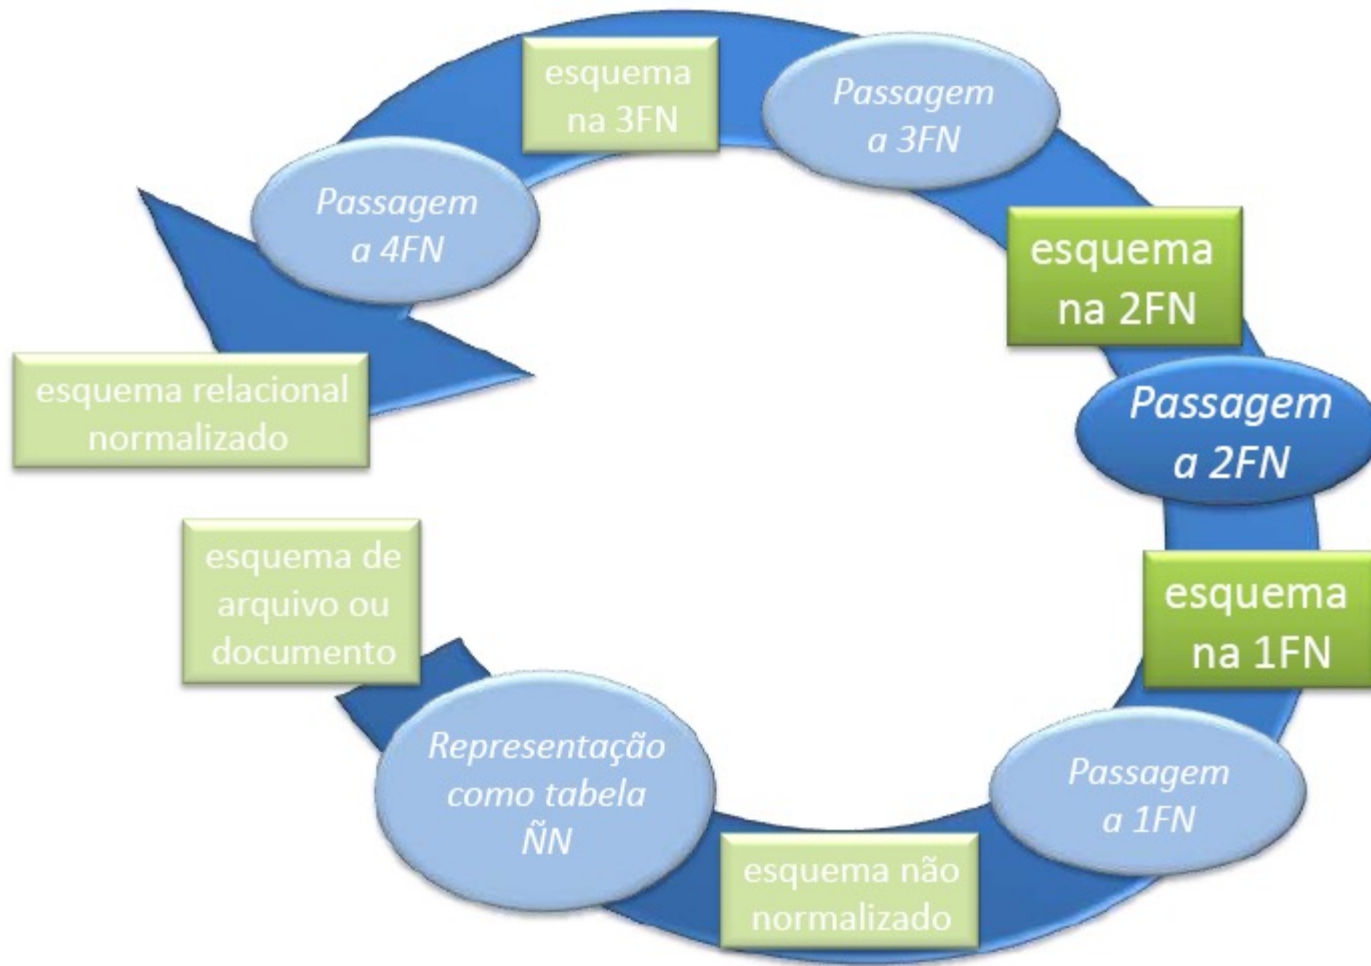 esquema
na 3FN
Passagem
a 3FN
Passagem
a 4FN
esquema
na 2FN
esquema relacional
normalizado
Passagem
a 2FN
esquema de
arquivo ou
documento
esquema
na 1FN
Representação
como tabela
ÑN
Passagem
a 1FN
esquema não
normalizado